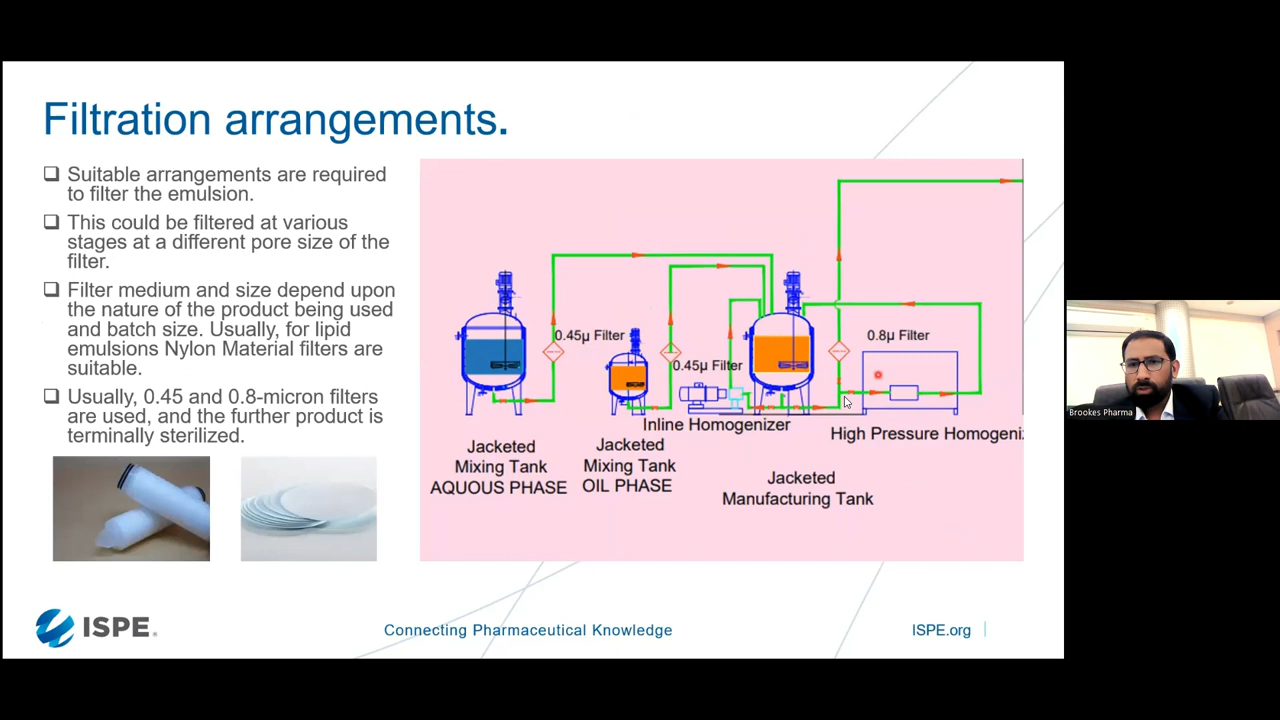 Filtration arrangements.
Suitable arrangements are required
to filter the emulsion.
This could be filtered at various
stages at a different pore size of the
filter.
Filter medium and size depend upon
the nature of the product being used
and batch size. Usually, for lipid
emulsions Nylon Material filters are
suitable.
Usually, 0.45 and 0.8-micron filters
are used, and the further product is
terminally sterilized.
0.45µ Filter
0.45µ Filter
0.8µ Filter
Inline Homogenizer
High Pressure Homogeni
Jacketed
Mixing Tank
AQUOUS PHASE
Jacketed
Mixing Tank
OIL PHASE
Jacketed
Manufacturing Tank
Brookes Pharma
ISPE.
Connecting Pharmaceutical Knowledge
ISPE.org